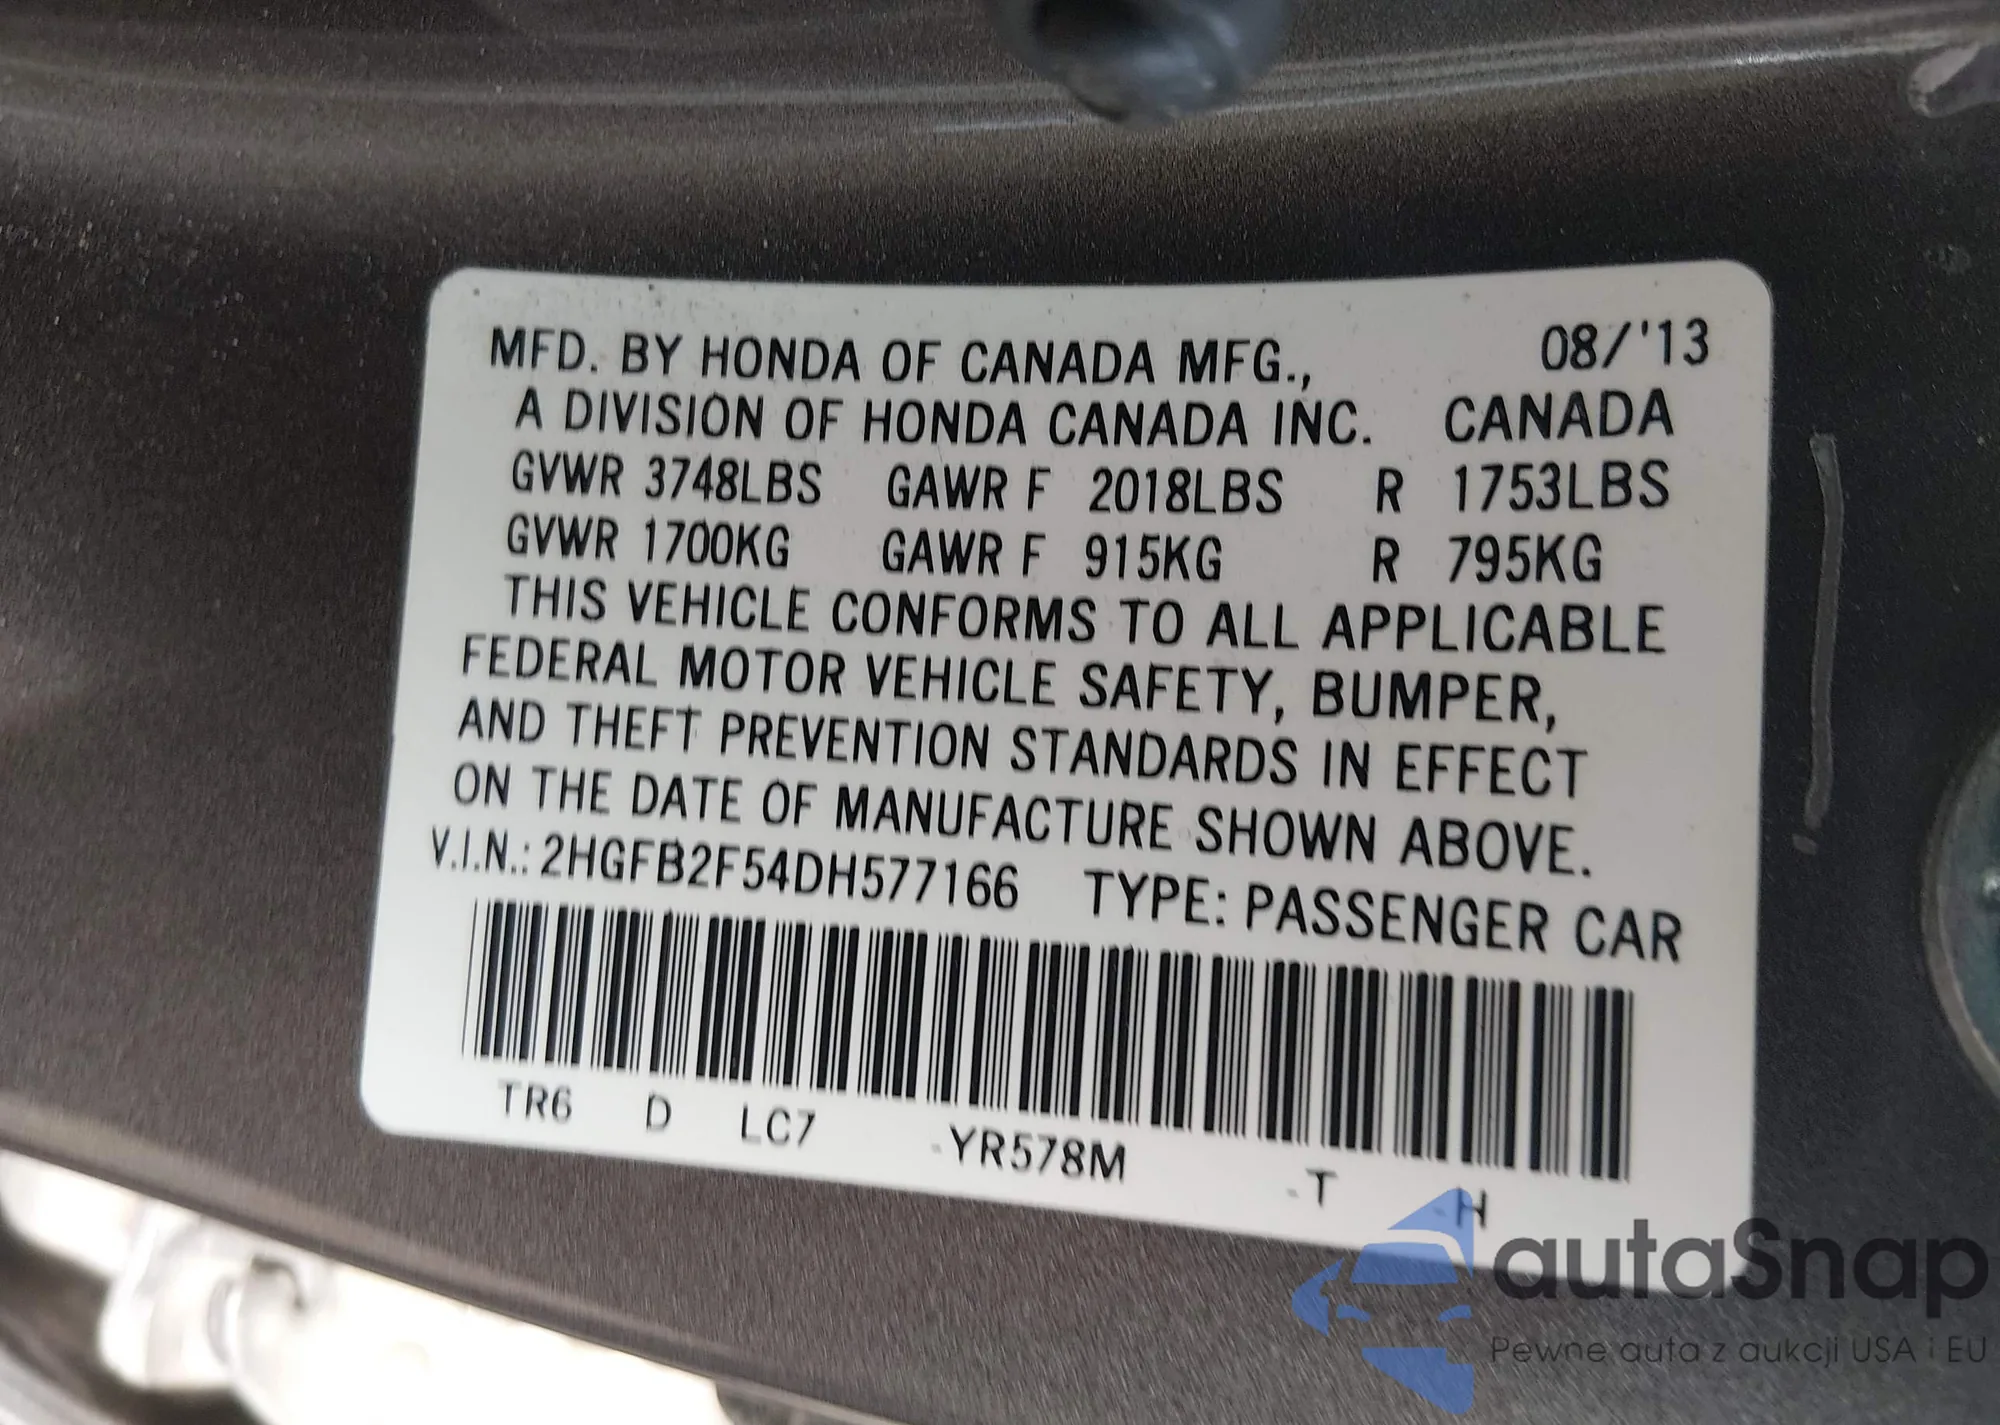 MFD. BY HONDA OF CANADA MFG., 08/'13
A DIVISION OF HONDA CANADA INC. CANADA
GVWR 3748LBS GAWR F 2018LBS R 1753LBS
GVWR 1700KG GAWR F 915KG R 795KG
THIS VEHICLE CONFORMS TO ALL APPLICABLE
FEDERAL MOTOR VEHICLE SAFETY, BUMPER,
AND THEFT PREVENTION STANDARDS IN EFFECT
ON THE DATE OF MANUFACTURE SHOWN ABOVE.
V.I.N.: 2HGFB2F54DH577166 TYPE: PASSENGER CAR
TR6 D LC7 -YR578M -T -H
autaSnap
Pewne auta z aukcji USA i EU